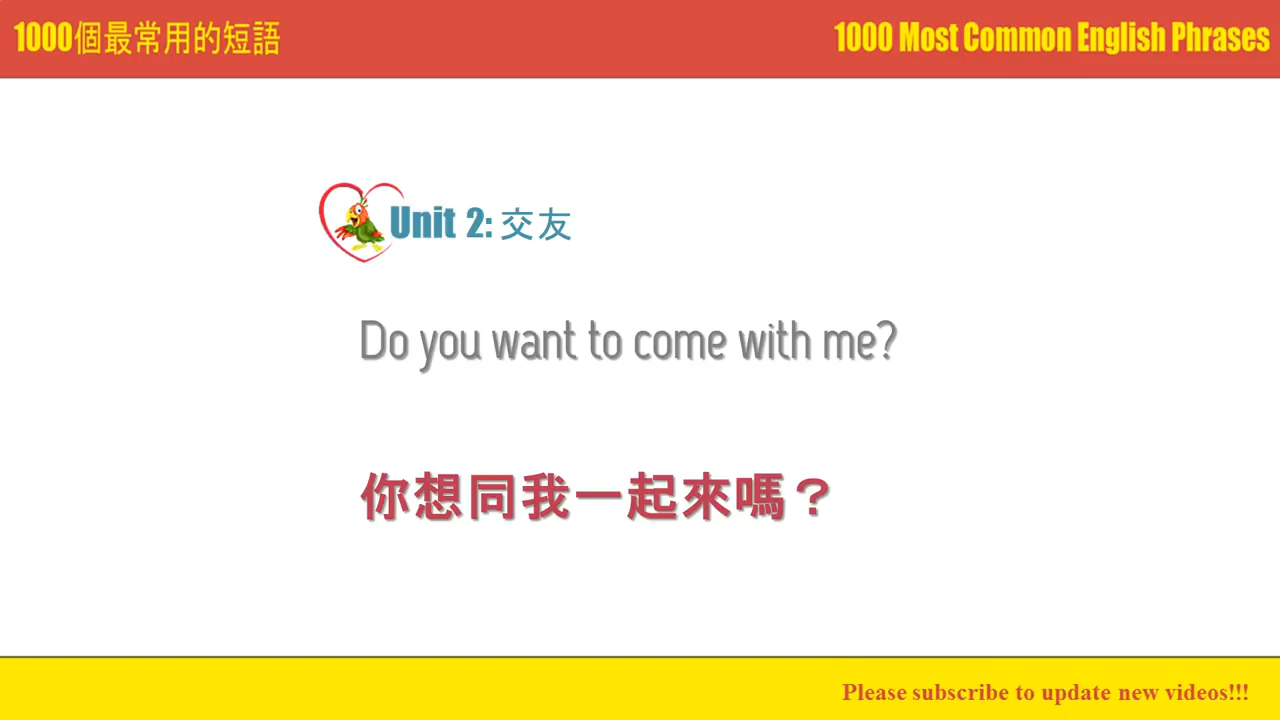 1000個最常用的短語
1000 Most Common English Phrases
Unit 2: 交友
Do you want to come with me?
你想同我一起來嗎？
Please subscribe to update new videos!!!